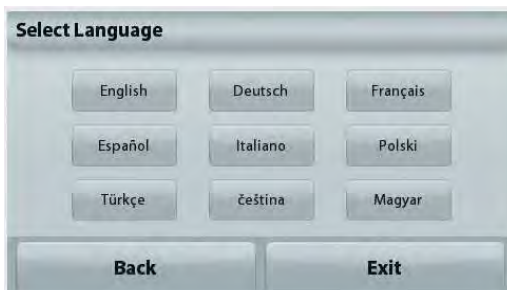 Select Language
English Deutsch Français
Español Italiano Polski
Türkçe čeština Magyar
Back Exit